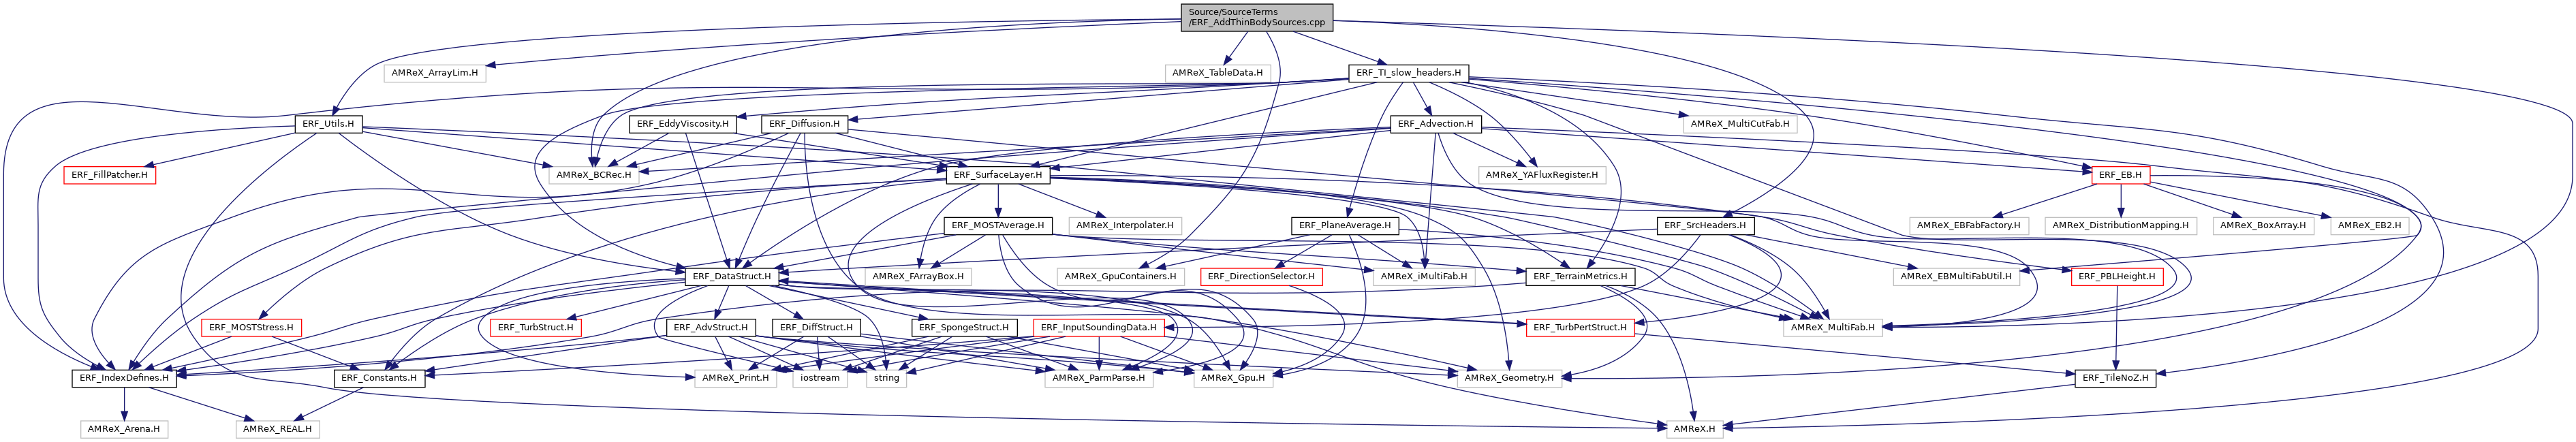 Source/SourceTerms
/ERF_AddThinBodySources.cpp
AMReX_ArrayLim.H
AMReX_TableData.H
ERF_TI_slow_headers.H
ERF_Utils.H
ERF_EddyViscosity.H
ERF_Diffusion.H
ERF_Advection.H
AMReX_MultiCutFab.H
ERF_FillPatcher.H
AMReX_BCRec.H
ERF_SurfaceLayer.H
AMReX_YAFluxRegister.H
ERF_EB.H
ERF_MOSTAverage.H
AMReX_Interpolater.H
ERF_PlaneAverage.H
ERF_SrcHeaders.H
AMReX_EBFabFactory.H
AMReX_DistributionMapping.H
AMReX_BoxArray.H
AMReX_EB2.H
ERF_DataStruct.H
AMReX_FArrayBox.H
AMReX_GpuContainers.H
ERF_DirectionSelector.H
AMReX_iMultiFab.H
ERF_TerrainMetrics.H
AMReX_EBMultiFabUtil.H
ERF_PBLHeight.H
ERF_MOSTStress.H
ERF_TurbStruct.H
ERF_AdvStruct.H
ERF_DiffStruct.H
ERF_SpongeStruct.H
ERF_InputSoundingData.H
ERF_TurbPertStruct.H
AMReX_MultiFab.H
ERF_IndexDefines.H
ERF_Constants.H
AMReX_Print.H
iostream
string
AMReX_ParmParse.H
AMReX_Gpu.H
AMReX_Geometry.H
ERF_TileNoZ.H
AMReX_Arena.H
AMReX_REAL.H
AMReX.H